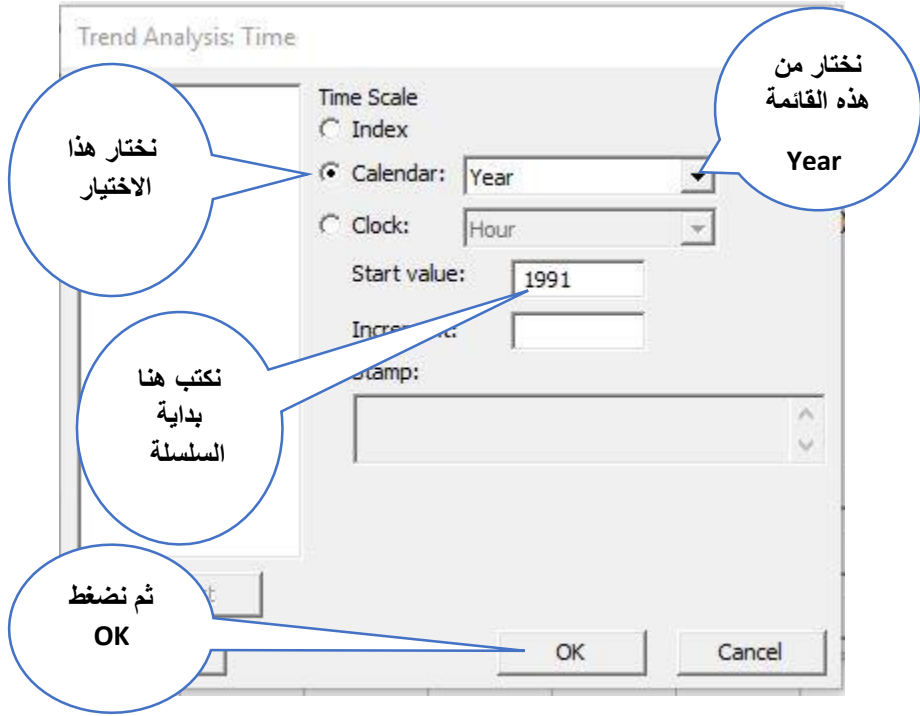 Trend Analysis: Time
نختار من
هذه القائمة
Year
Time Scale
Index
نختار هذا
الاختيار
Calendar: Year
Clock: Hour
Start value: 1991
نكتب هنا
بداية
السلسلة
ثم نضغط
OK
OK
Cancel